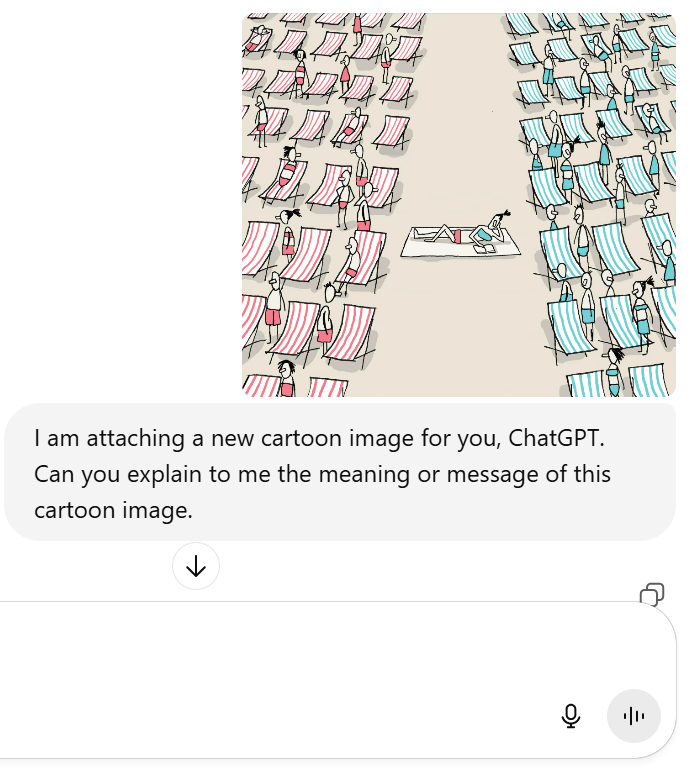 I am attaching a new cartoon image for you, ChatGPT.
Can you explain to me the meaning or message of this
cartoon image.